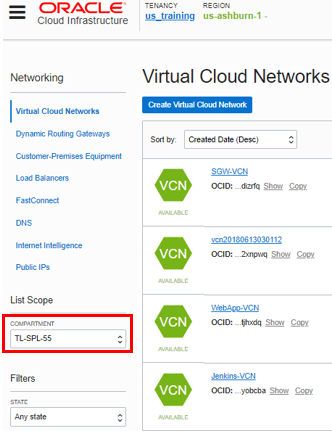 ORACLE
Cloud Infrastructure
TENANCY
us_training
REGION
us-ashburn-1
Networking
Virtual Cloud Networks
Dynamic Routing Gateways
Customer-Premises Equipment
Load Balancers
FastConnect
DNS
Internet Intelligence
Public IPs
List Scope
COMPARTMENT
TL-SPL-55
Filters
STATE
Any state
Virtual Cloud Networks
Create Virtual Cloud Network
Sort by: Created Date (Desc)
VCN
AVAILABLE
SGW-VCN
OCID: ...dizrfq Show Copy
VCN
AVAILABLE
vcn20180613030112
OCID: ...2xnpwq Show Copy
VCN
AVAILABLE
WebApp-VCN
OCID: ...tjhxdq Show Copy
VCN
AVAILABLE
Jenkins-VCN
OCID: ...yobcba Show Copy